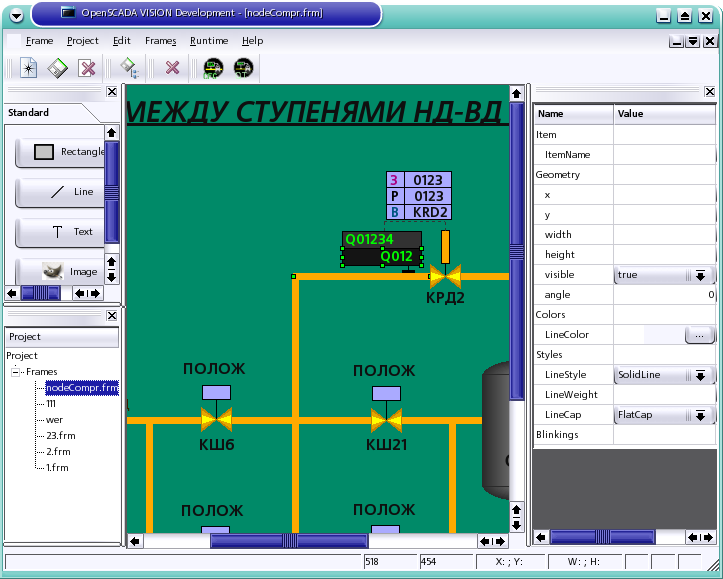 OpenSCADA VISION Development - [nodeCompr.frm]
Frame Project Edit Frames Runtime Help
Standard
Rectangle
Line
Text
Image
Project
Project
Frames
nodeCompr.frm
111
wer
23.frm
2.frm
1.frm
МЕЖДУ СТУПЕНЯМИ НД-ВД
З 0123
P 0123
B KRD2
Q01234
Q012
КРД2
ПОЛОЖ ПОЛОЖ
КШ6 КШ21
ПОЛОЖ ПОЛОЖ
Name Value
Item
ItemName
Geometry
x
y
width
height
visible true
angle 0
Colors
LineColor ...
Styles
LineStyle SolidLine
LineWeight
LineCap FlatCap
Blinkings
518 454 X: ; Y: W: ; H: